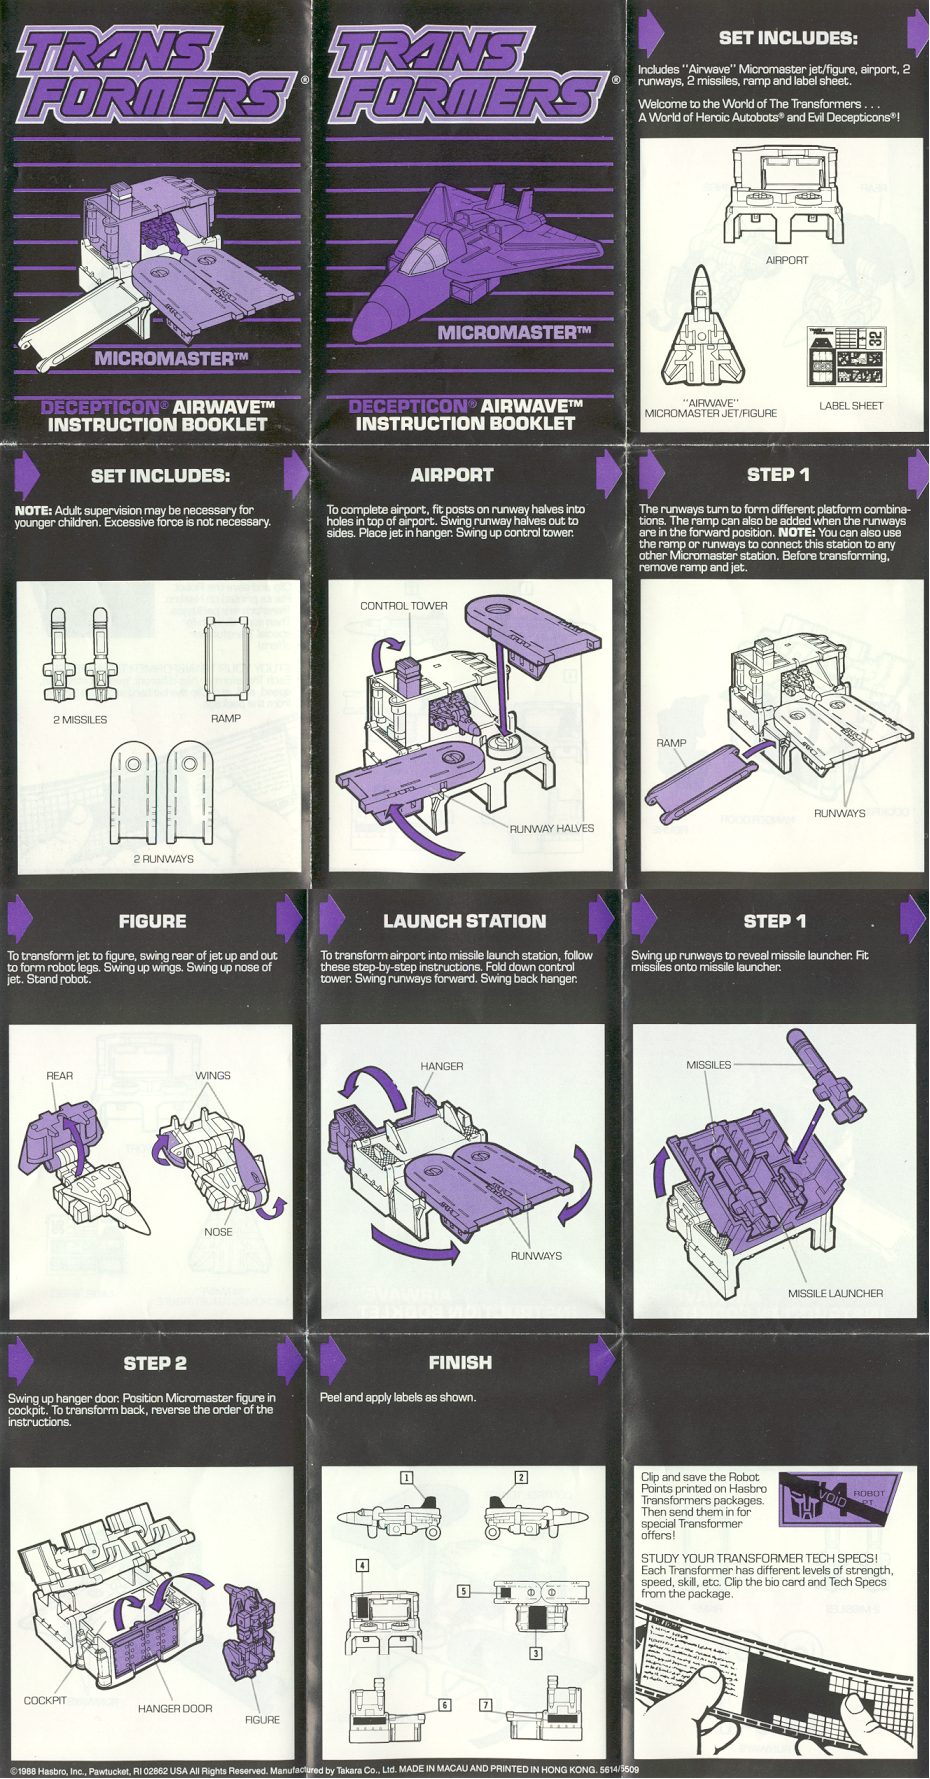 TRANS
FORMERS®
MICROMASTER™
DECEPTICON® AIRWAVE™
INSTRUCTION BOOKLET
TRANS
FORMERS®
MICROMASTER™
DECEPTICON® AIRWAVE™
INSTRUCTION BOOKLET
SET INCLUDES:
Includes "Airwave" Micromaster jet/figure, airport, 2
runways, 2 missiles, ramp and label sheet.
Welcome to the World of The Transformers . . .
A World of Heroic Autobots® and Evil Decepticons®!
AIRPORT
"AIRWAVE"
MICROMASTER JET/FIGURE
LABEL SHEET
SET INCLUDES:
NOTE: Adult supervision may be necessary for
younger children. Excessive force is not necessary.
2 MISSILES
RAMP
2 RUNWAYS
AIRPORT
To complete airport, fit posts on runway halves into
holes in top of airport. Swing runway halves out to
sides. Place jet in hanger. Swing up control tower.
CONTROL TOWER
RUNWAY HALVES
STEP 1
The runways turn to form different platform combina-
tions. The ramp can also be added when the runways
are in the forward position. NOTE: You can also use
the ramp or runways to connect this station to any
other Micromaster station. Before transforming,
remove ramp and jet.
RAMP
RUNWAYS
FIGURE
To transform jet to figure, swing rear of jet up and out
to form robot legs. Swing up wings. Swing up nose of
jet. Stand robot.
REAR
WINGS
NOSE
LAUNCH STATION
To transform airport into missile launch station, follow
these step-by-step instructions. Fold down control
tower. Swing runways forward. Swing back hanger.
HANGER
RUNWAYS
STEP 1
Swing up runways to reveal missile launcher. Fit
missiles onto missile launcher.
MISSILES
MISSILE LAUNCHER
STEP 2
Swing up hanger door. Position Micromaster figure in
cockpit. To transform back, reverse the order of the
instructions.
COCKPIT
HANGER DOOR
FIGURE
FINISH
Peel and apply labels as shown.
1
2
4
5
3
6
7
Clip and save the Robot
Points printed on Hasbro
Transformers packages.
Then send them in for
special Transformer
offers!
VOID
ROBOT
PT.
STUDY YOUR TRANSFORMER TECH SPECS!
Each Transformer has different levels of strength,
speed, skill, etc. Clip the bio card and Tech Specs
from the package.
©1988 Hasbro, Inc., Pawtucket, RI 02862 USA All Rights Reserved. Manufactured by Takara Co., Ltd. MADE IN MACAU AND PRINTED IN HONG KONG. 5614/5509